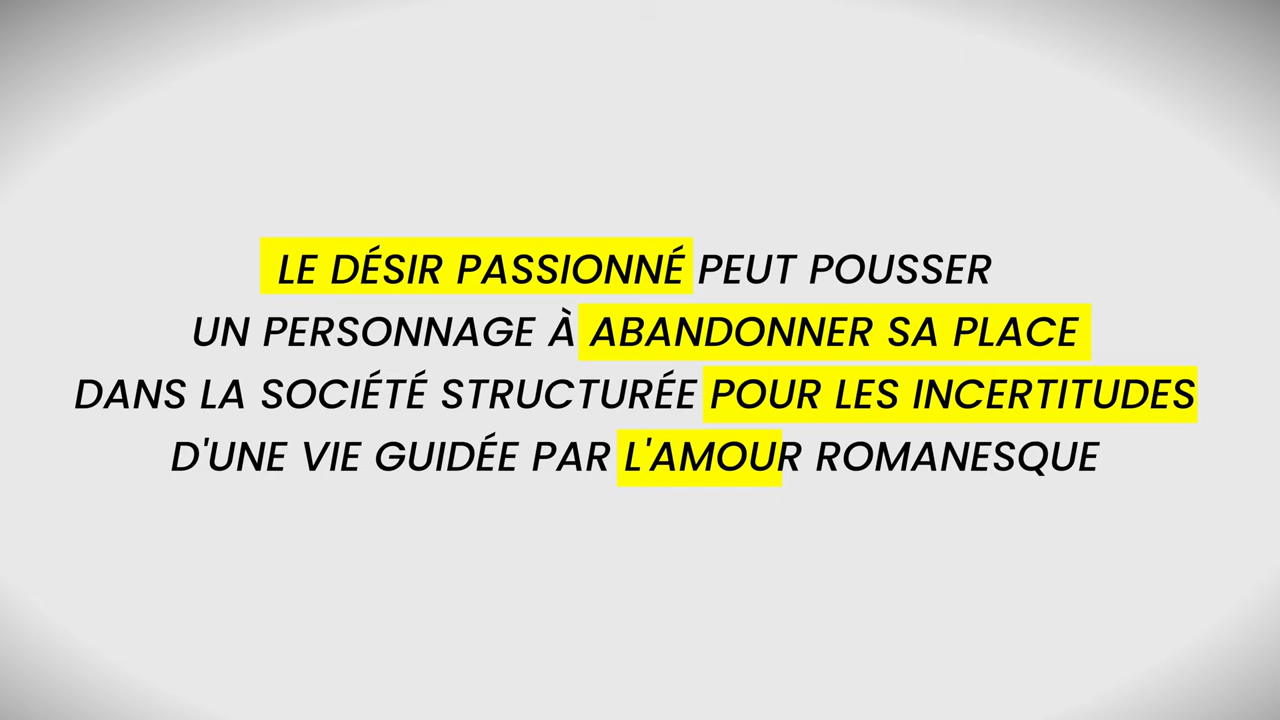 LE DÉSIR PASSIONNÉ PEUT POUSSER
UN PERSONNAGE À ABANDONNER SA PLACE
DANS LA SOCIÉTÉ STRUCTURÉE POUR LES INCERTITUDES
D'UNE VIE GUIDÉE PAR L'AMOUR ROMANESQUE